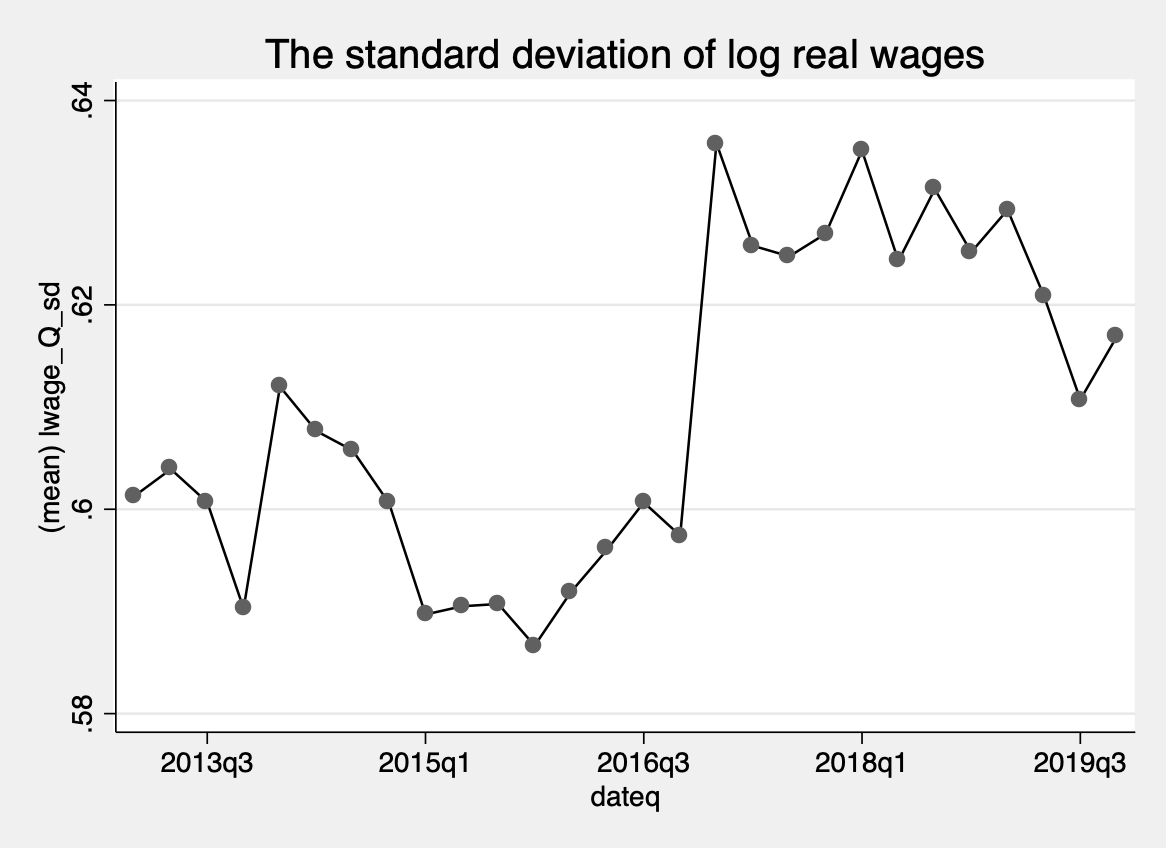 The standard deviation of log real wages
(mean) lwage_Q_sd
.64
.62
.6
.58
2013q3 2015q1 2016q3 2018q1 2019q3
dateq